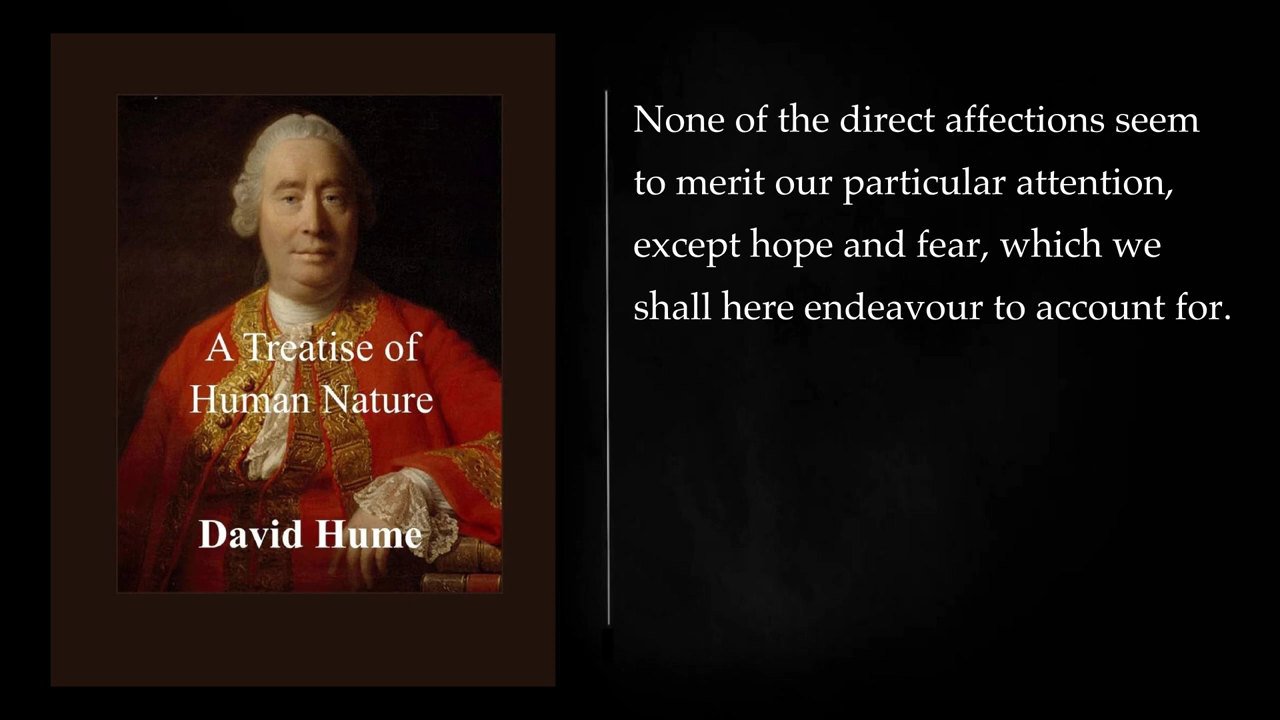 A Treatise of
Human Nature
David Hume
None of the direct affections seem
to merit our particular attention,
except hope and fear, which we
shall here endeavour to account for.